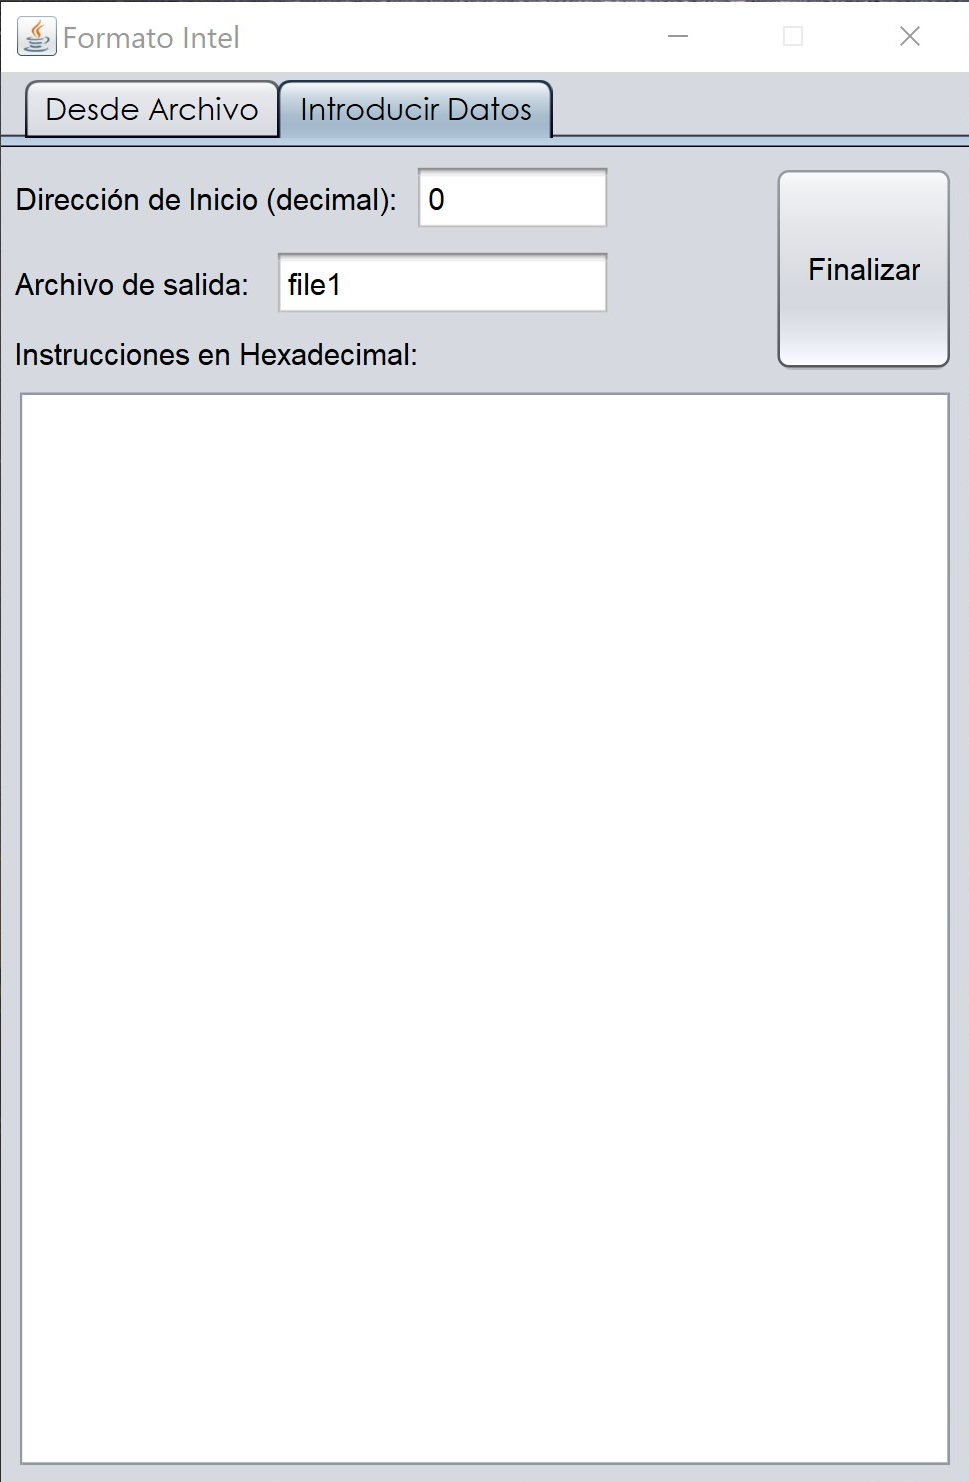 Formato Intel
Desde Archivo
Introducir Datos
Dirección de Inicio (decimal):
0
Archivo de salida:
file1
Finalizar
Instrucciones en Hexadecimal: